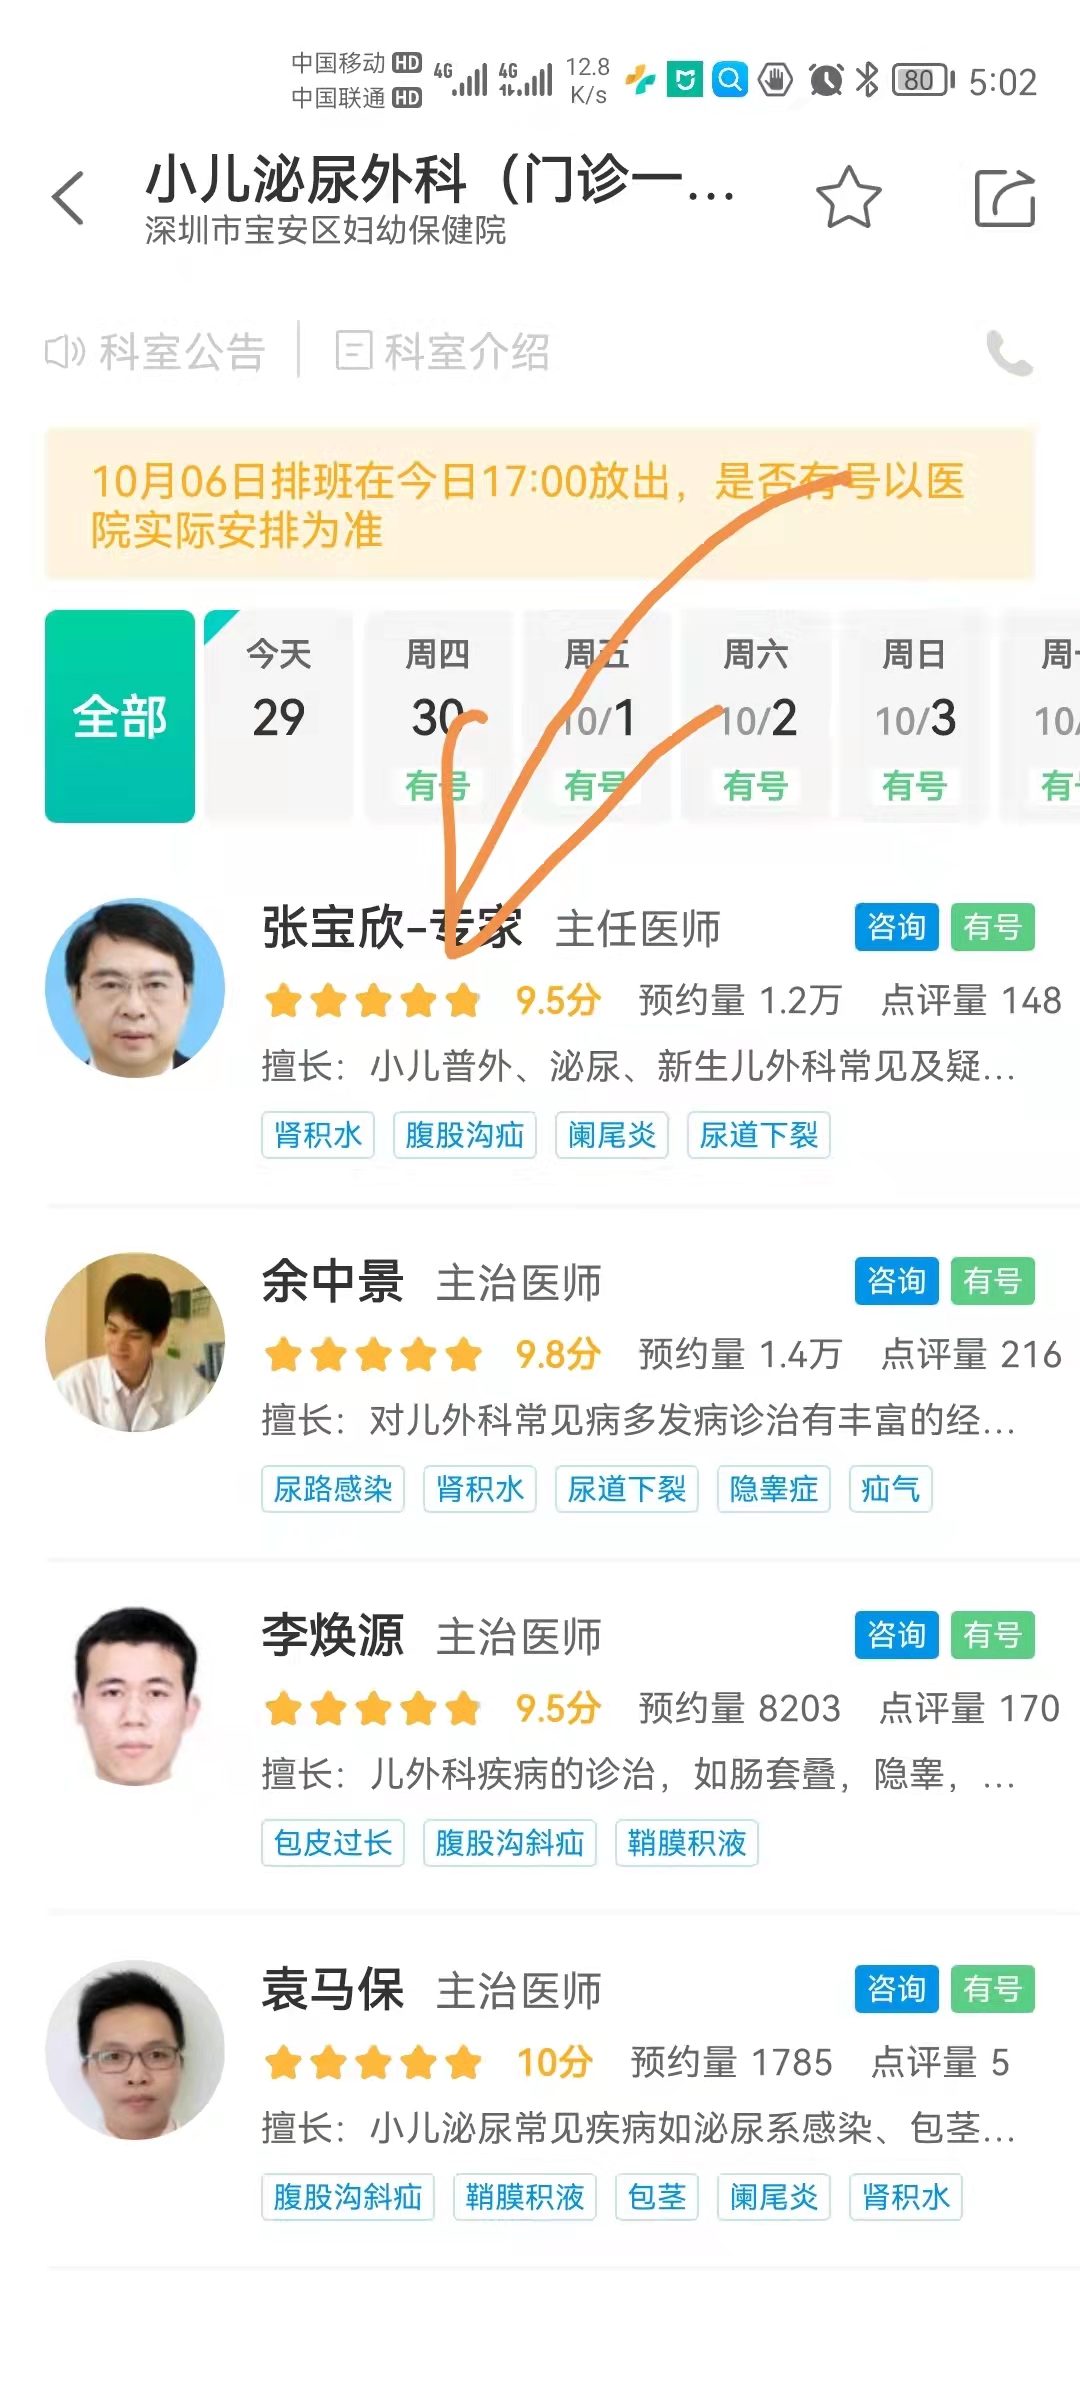 中国移动 HD 4G 4G 12.8 K/s 80 5:02
中国联通 HD
小儿泌尿外科（门诊一...
深圳市宝安区妇幼保健院
科室公告 科室介绍
10月06日排班在今日17:00放出，是否有号以医
院实际安排为准
全部
今天 周四 周五 周六 周日
29 30 10/1 10/2 10/3 10/
有号 有号 有号 有号 有
张宝欣-专家 主任医师 咨询 有号
9.5分 预约量 1.2万 点评量 148
擅长：小儿普外、泌尿、新生儿外科常见及疑...
肾积水 腹股沟疝 阑尾炎 尿道下裂
余中景 主治医师 咨询 有号
9.8分 预约量 1.4万 点评量 216
擅长：对儿外科常见病多发病诊治有丰富的经...
尿路感染 肾积水 尿道下裂 隐睾症 疝气
李焕源 主治医师 咨询 有号
9.5分 预约量 8203 点评量 170
擅长：儿外科疾病的诊治，如肠套叠，隐睾，...
包皮过长 腹股沟斜疝 鞘膜积液
袁马保 主治医师 咨询 有号
10分 预约量 1785 点评量 5
擅长：小儿泌尿常见疾病如泌尿系感染、包茎...
腹股沟斜疝 鞘膜积液 包茎 阑尾炎 肾积水